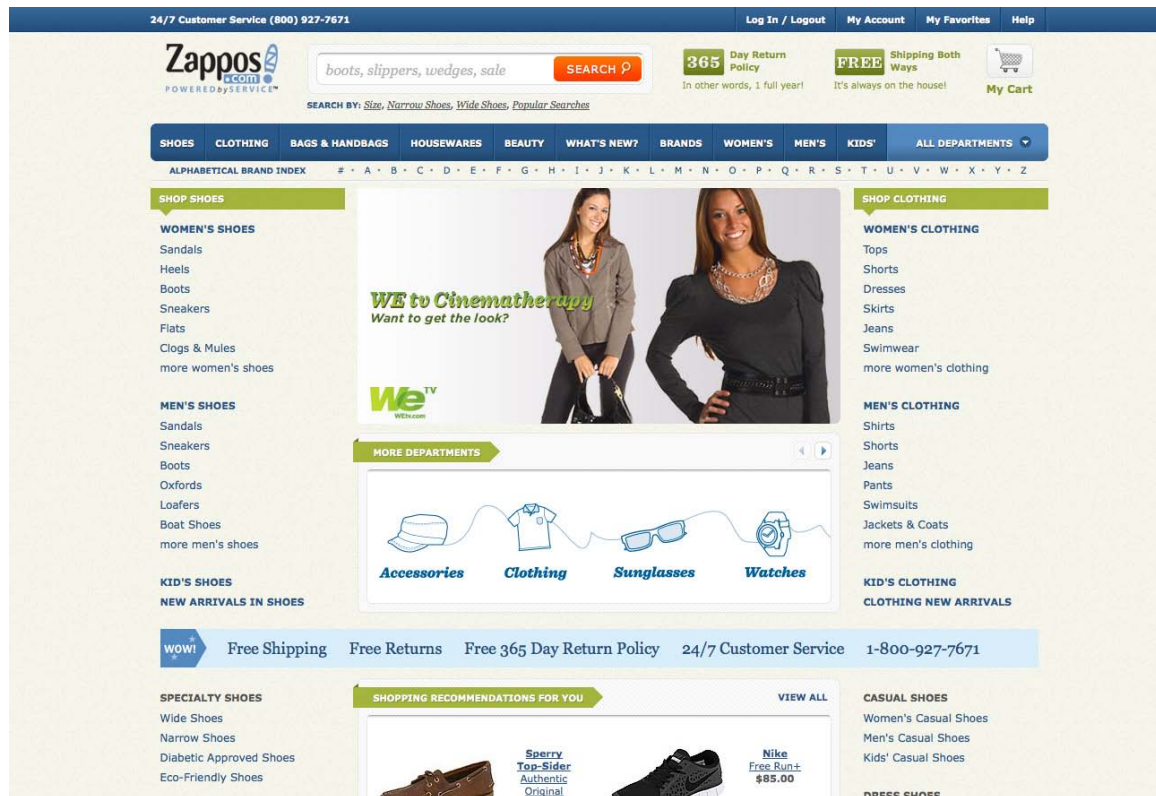 24/7 Customer Service (800) 927-7671
Log In / Logout
My Account
My Favorites
Help
Zappos
.com
POWERED by SERVICE™
boots, slippers, wedges, sale
SEARCH
SEARCH BY: Size, Narrow Shoes, Wide Shoes, Popular Searches
365 Day Return Policy
In other words, 1 full year!
FREE Shipping Both Ways
It's always on the house!
My Cart
SHOES CLOTHING BAGS & HANDBAGS HOUSEWARES BEAUTY WHAT'S NEW? BRANDS WOMEN'S MEN'S KIDS' ALL DEPARTMENTS
ALPHABETICAL BRAND INDEX # • A • B • C • D • E • F • G • H • I • J • K • L • M • N • O • P • Q • R • S • T • U • V • W • X • Y • Z
SHOP SHOES
WOMEN'S SHOES
Sandals
Heels
Boots
Sneakers
Flats
Clogs & Mules
more women's shoes
MEN'S SHOES
Sandals
Sneakers
Boots
Oxfords
Loafers
Boat Shoes
more men's shoes
KID'S SHOES
NEW ARRIVALS IN SHOES
WE tv Cinematherapy
Want to get the look?
We TV
WEtv.com
MORE DEPARTMENTS
Accessories
Clothing
Sunglasses
Watches
SHOP CLOTHING
WOMEN'S CLOTHING
Tops
Shorts
Dresses
Skirts
Jeans
Swimwear
more women's clothing
MEN'S CLOTHING
Shirts
Shorts
Jeans
Pants
Swimsuits
Jackets & Coats
more men's clothing
KID'S CLOTHING
CLOTHING NEW ARRIVALS
WOW!
Free Shipping Free Returns Free 365 Day Return Policy 24/7 Customer Service 1-800-927-7671
SPECIALTY SHOES
Wide Shoes
Narrow Shoes
Diabetic Approved Shoes
Eco-Friendly Shoes
SHOPPING RECOMMENDATIONS FOR YOU
VIEW ALL
Sperry
Top-Sider
Authentic
Original
Nike
Free Run+
$85.00
CASUAL SHOES
Women's Casual Shoes
Men's Casual Shoes
Kids' Casual Shoes
DRESS SHOES